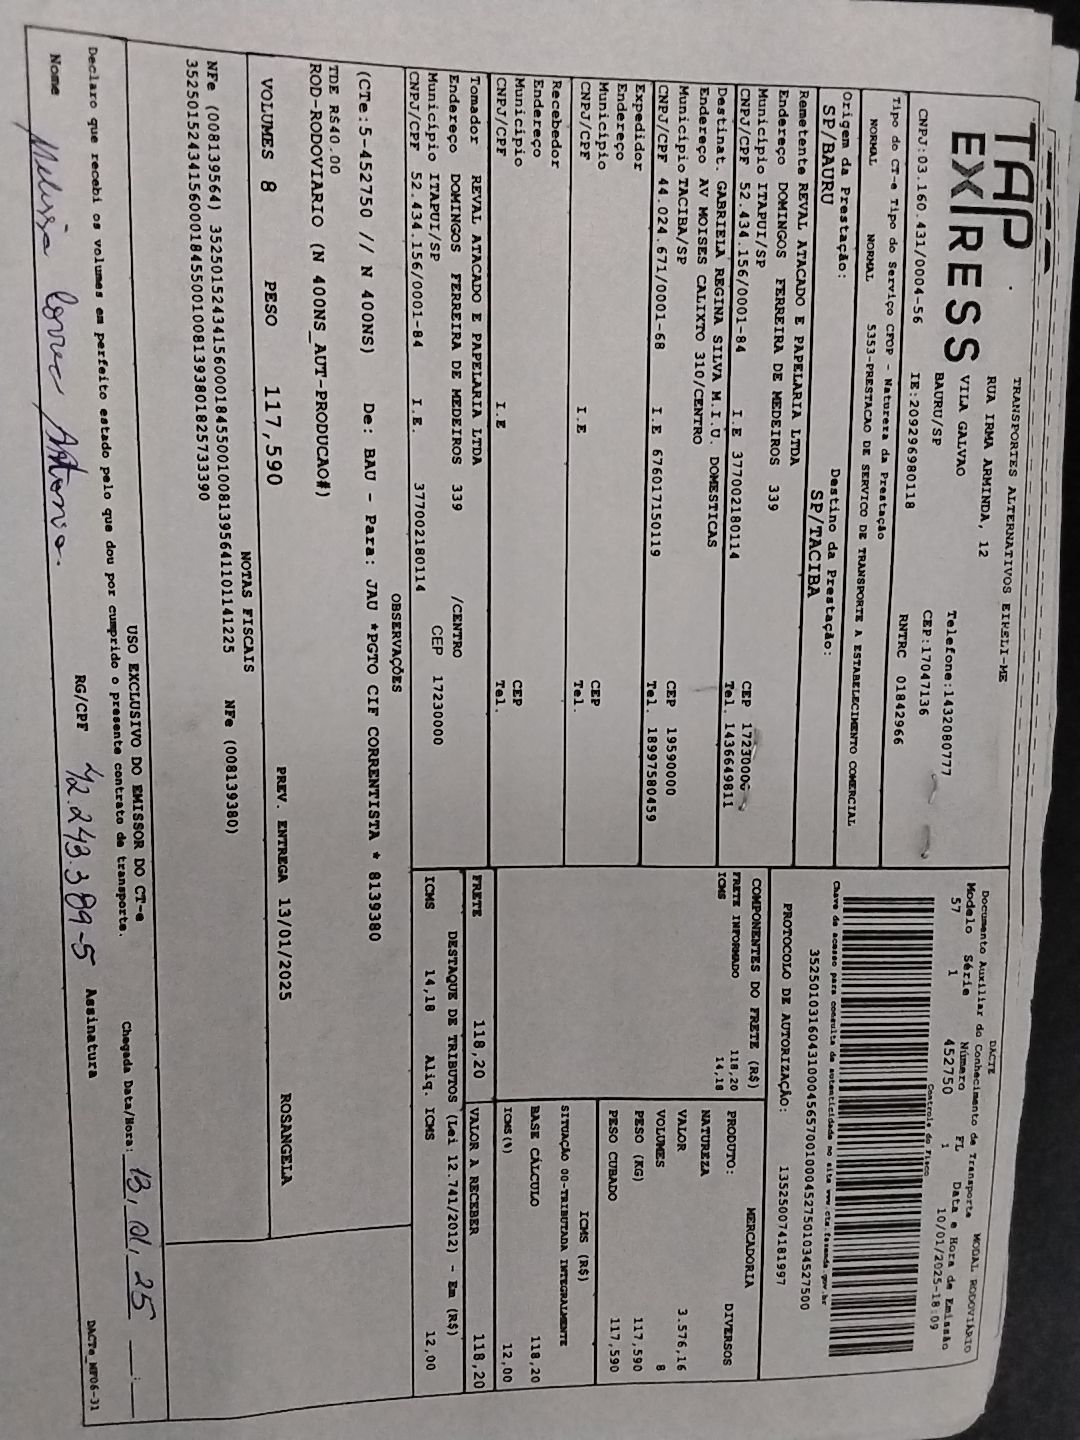 TAP EXPRESS
TRANSPORTES ALTERNATIVOS EIRELI-ME
RUA IRMA ARMINDA, 12
VILA GALVAO
BAURU/SP
Telefone:1432080777
CEP:17047136
CNPJ:03.160.431/0004-56 IE:209296980118 RNTRC 01842966
Tipo do CT-e Tipo do Serviço CFOP - Natureza da Prestação
NORMAL NORMAL 5353-PRESTACAO DE SERVICO DE TRANSPORTE A ESTABELECIMENTO COMERCIAL
Origem da Prestação: Destino da Prestação:
SP/BAURU SP/TACIBA
Remetente REVAL ATACADO E PAPELARIA LTDA
Endereço DOMINGOS FERREIRA DE MEDEIROS 339
Município ITAPUI/SP CEP 17230000
CNPJ/CPF 52.434.156/0001-84 I.E 377002180114 Tel. 1436649811
Destinat. GABRIELA REGINA SILVA M.I.U. DOMESTICAS
Endereço AV MOISES CALIXTO 310/CENTRO
Município TACIBA/SP CEP 19590000
CNPJ/CPF 44.024.671/0001-68 I.E 676017150119 Tel. 18997580459
Expedidor
Endereço
Município CEP
CNPJ/CPF I.E Tel.
Recebedor
Endereço
Município CEP
CNPJ/CPF I.E Tel.
Tomador REVAL ATACADO E PAPELARIA LTDA
Endereço DOMINGOS FERREIRA DE MEDEIROS 339 /CENTRO
Município ITAPUI/SP CEP 17230000
CNPJ/CPF 52.434.156/0001-84 I.E. 377002180114
DACTE
Documento Auxiliar do Conhecimento de Transporte MODAL RODOVIÁRIO
Modelo Série Número FL Data e Hora de Emissão
57 1 452750 1 10/01/2025-18:09
Controle do Fisco
Chave de acesso para consulta de autenticidade no site www.cte.fazenda.gov.br
35250103160431000456570010004527501034527500
PROTOCOLO DE AUTORIZAÇÃO: 135250074181997
COMPONENTES DO FRETE (R$)
FRETE INFORMADO 118,20
ICMS 14,18
MERCADORIA
PRODUTO: DIVERSOS
NATUREZA
VALOR 3.576,16
VOLUMES 8
PESO (KG) 117,590
PESO CUBADO 117,590
ICMS (R$)
SITUAÇÃO 00-TRIBUTADA INTEGRALMENTE
BASE CÁLCULO 118,20
ICMS(%) 12,00
FRETE 118,20 VALOR A RECEBER 118,20
DESTAQUE DE TRIBUTOS (Lei 12.741/2012) - Em (R$)
ICMS 14,18 Aliq. ICMS 12,00
OBSERVAÇÕES
(CTe:5-452750 // N 400NS) De: BAU - Para: JAU *PGTO CIF CORRENTISTA * 8139380
TDE R$40.00
ROD-RODOVIARIO (N 400NS_AUT-PRODUCAO#)
VOLUMES 8 PESO 117,590 PREV. ENTREGA 13/01/2025 ROSANGELA
NOTAS FISCAIS
NFe (008139564) 35250152434156000184550010081395641101141225 NFe (008139380)
35250152434156000184550010081393801825733390
USO EXCLUSIVO DO EMISSOR DO CT-e
Declaro que recebi os volumes em perfeito estado pelo que dou por cumprido o presente contrato de transporte.
Chegada Data/Hora: 13, 01, 25 :
Nome RG/CPF 42.243.389-5 Assinatura
DACTe_MF06-31